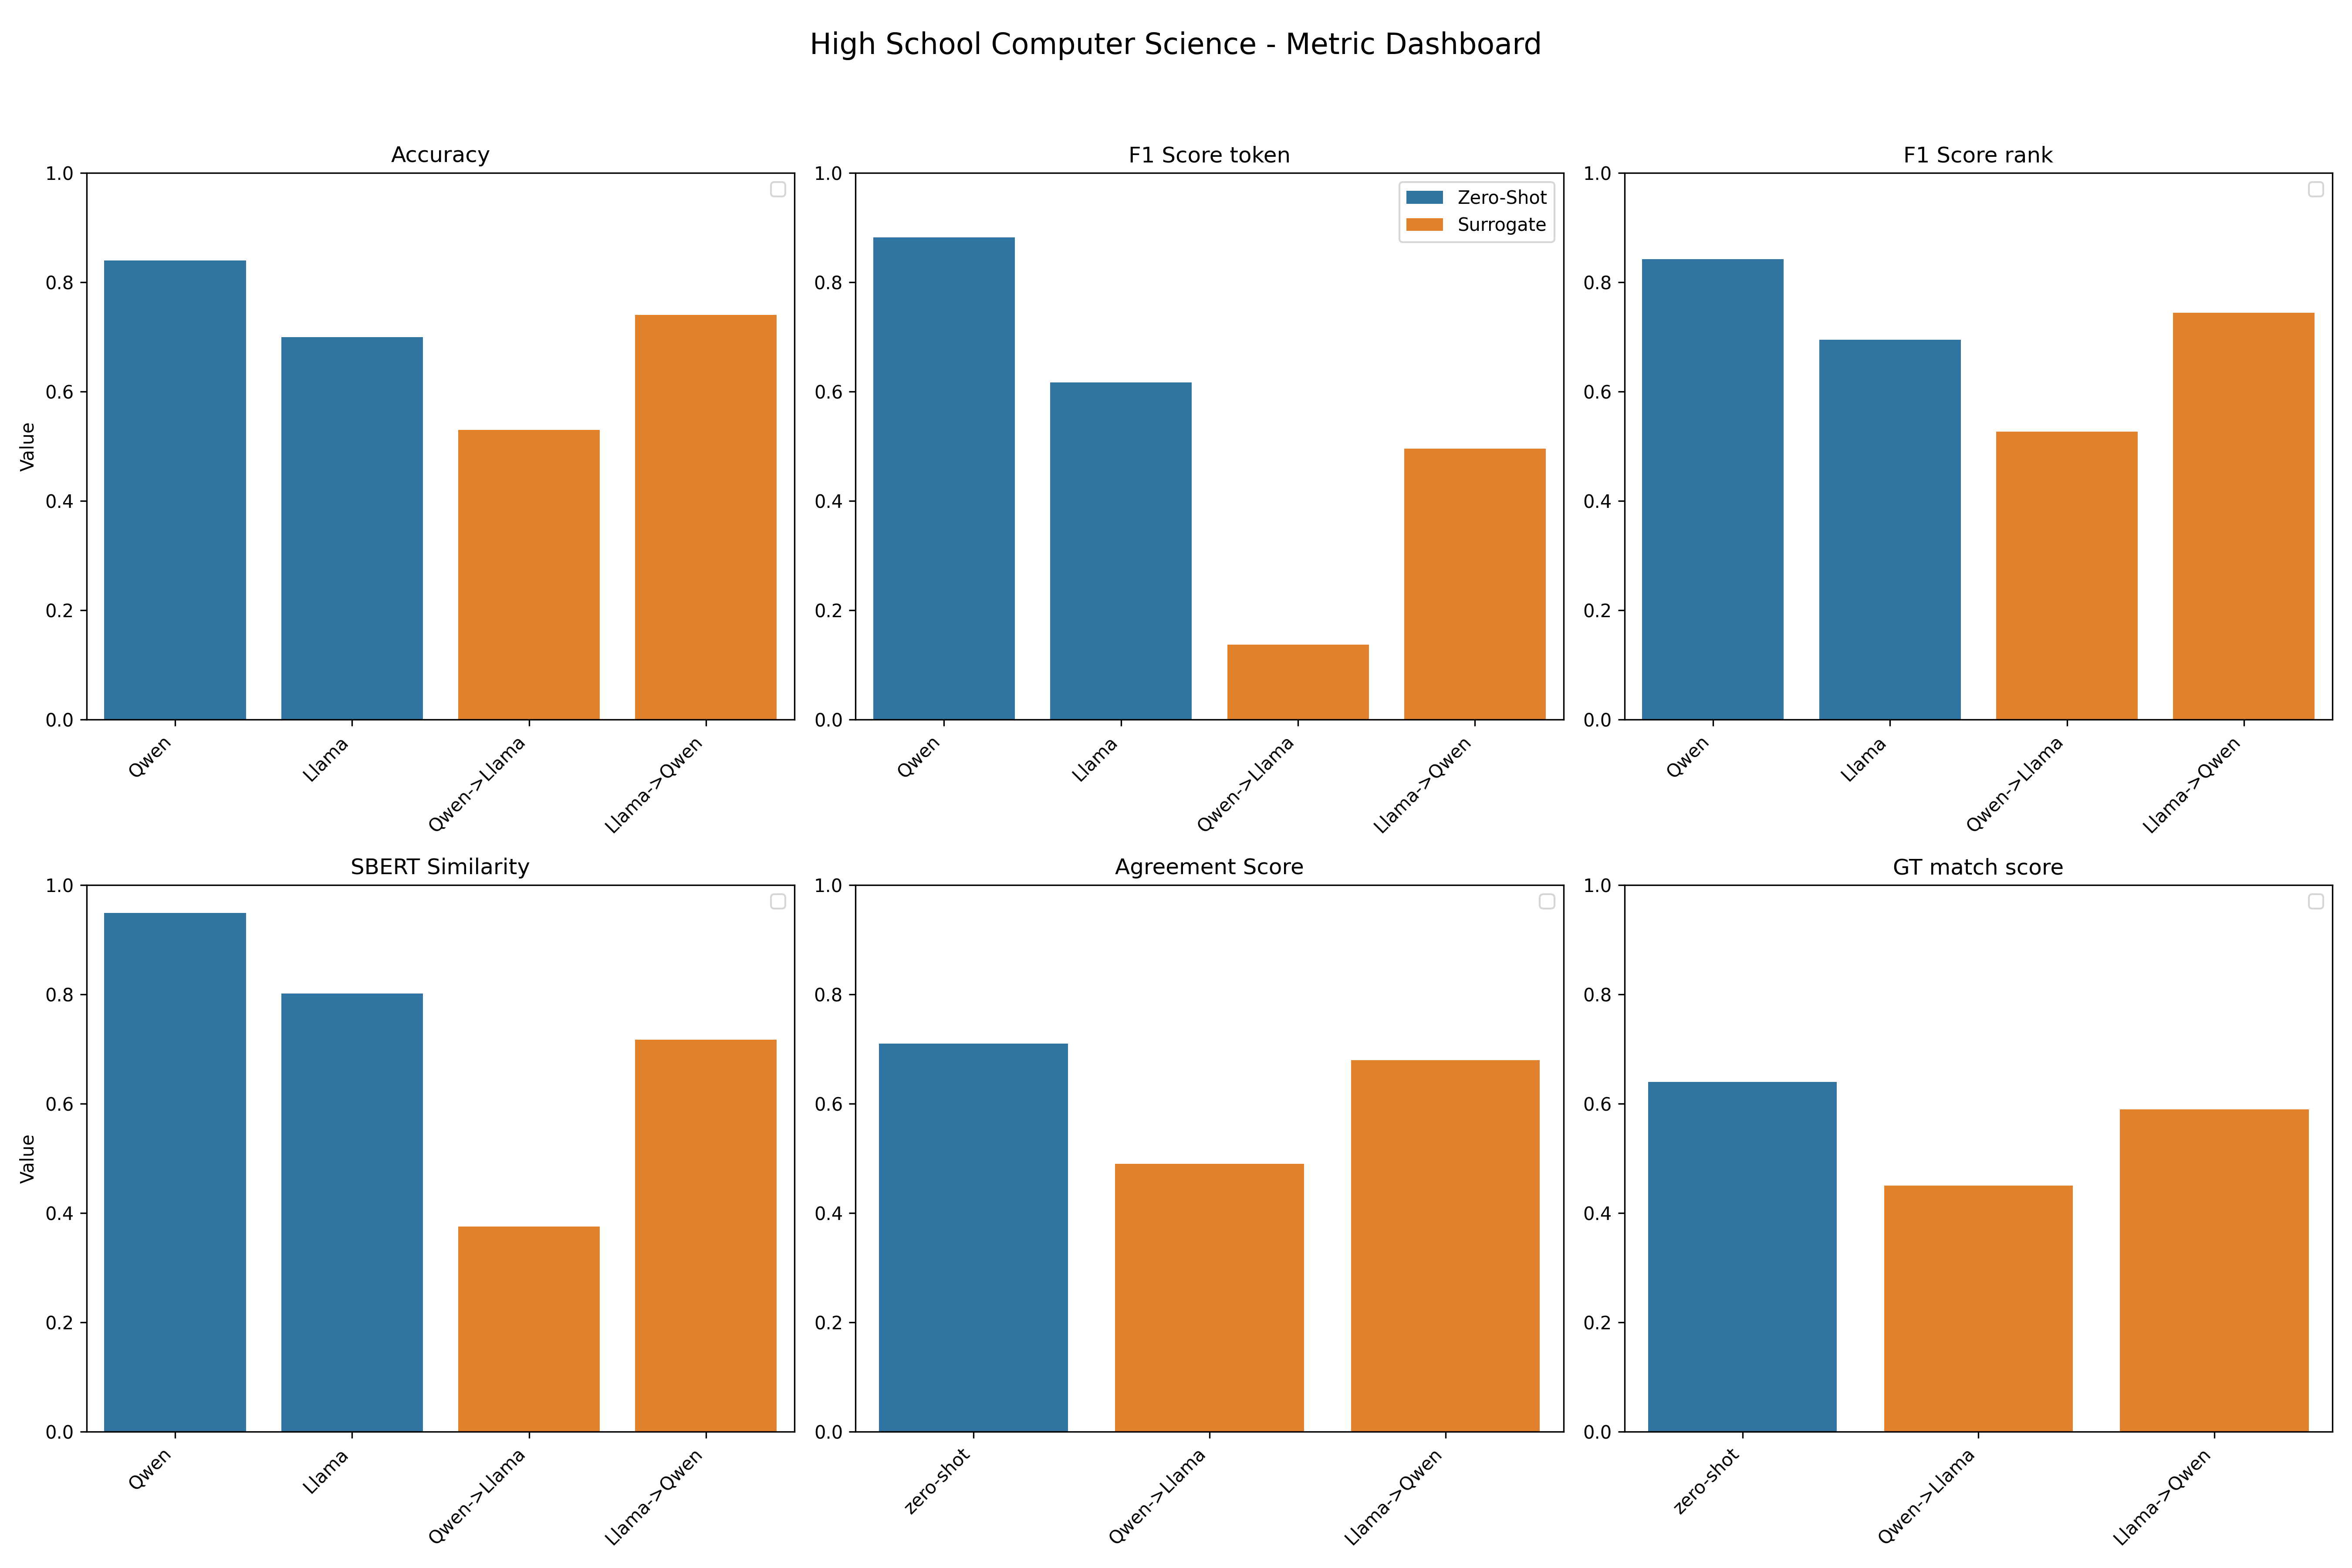 High School Computer Science - Metric Dashboard
Accuracy
Value
1.0
0.8
0.6
0.4
0.2
0.0
Qwen
Llama
Qwen->Llama
Llama->Qwen
F1 Score token
1.0
0.8
0.6
0.4
0.2
0.0
Zero-Shot
Surrogate
Qwen
Llama
Qwen->Llama
Llama->Qwen
F1 Score rank
1.0
0.8
0.6
0.4
0.2
0.0
Qwen
Llama
Qwen->Llama
Llama->Qwen
SBERT Similarity
Value
1.0
0.8
0.6
0.4
0.2
0.0
Qwen
Llama
Qwen->Llama
Llama->Qwen
Agreement Score
1.0
0.8
0.6
0.4
0.2
0.0
zero-shot
Qwen->Llama
Llama->Qwen
GT match score
1.0
0.8
0.6
0.4
0.2
0.0
zero-shot
Qwen->Llama
Llama->Qwen